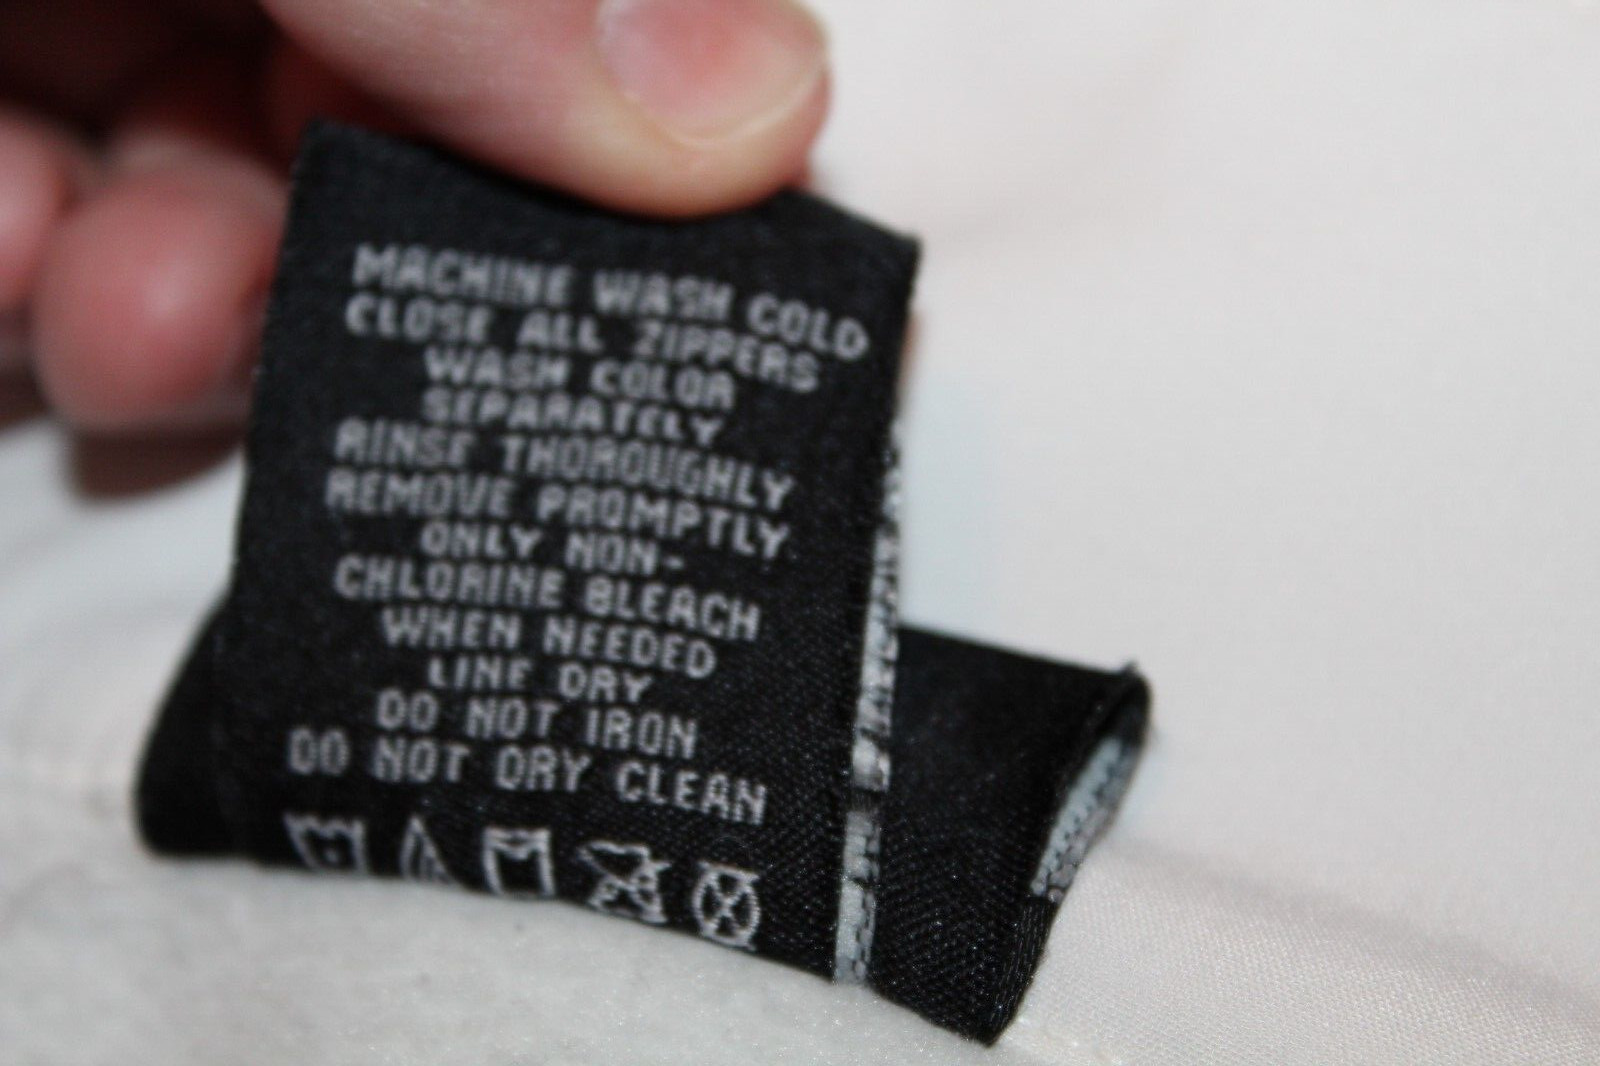 MACHINE WASH COLD
CLOSE ALL ZIPPERS
WASH COLOR
SEPARATELY
RINSE THOROUGHLY
REMOVE PROMPTLY
ONLY NON-
CHLORINE BLEACH
WHEN NEEDED
LINE DRY
DO NOT IRON
DO NOT DRY CLEAN